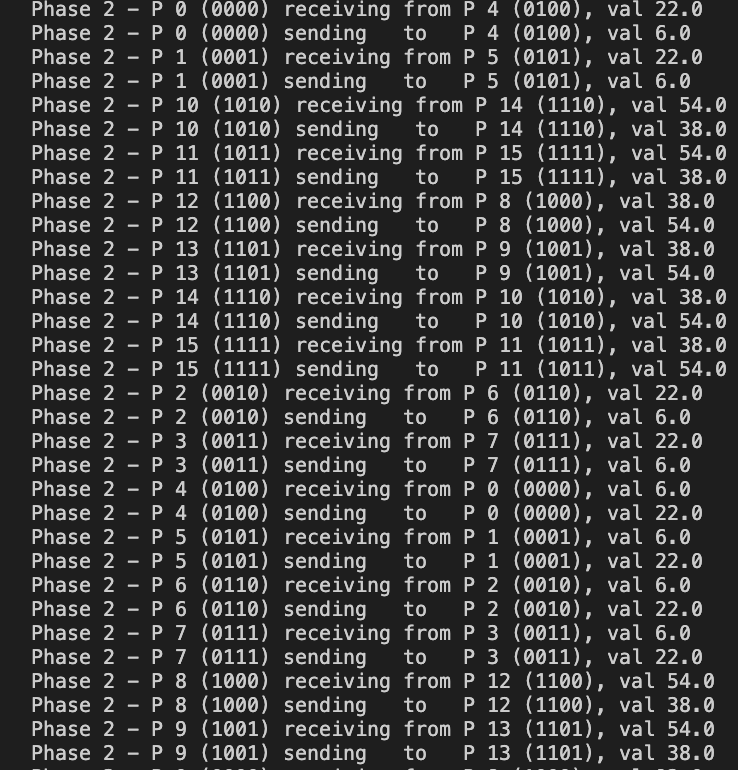 Phase 2 – P 0 (0000) receiving from P 4 (0100), val 22.0
Phase 2 – P 0 (0000) sending   to   P 4 (0100), val 6.0
Phase 2 – P 1 (0001) receiving from P 5 (0101), val 22.0
Phase 2 – P 1 (0001) sending   to   P 5 (0101), val 6.0
Phase 2 – P 10 (1010) receiving from P 14 (1110), val 54.0
Phase 2 – P 10 (1010) sending   to   P 14 (1110), val 38.0
Phase 2 – P 11 (1011) receiving from P 15 (1111), val 54.0
Phase 2 – P 11 (1011) sending   to   P 15 (1111), val 38.0
Phase 2 – P 12 (1100) receiving from P 8 (1000), val 38.0
Phase 2 – P 12 (1100) sending   to   P 8 (1000), val 54.0
Phase 2 – P 13 (1101) receiving from P 9 (1001), val 38.0
Phase 2 – P 13 (1101) sending   to   P 9 (1001), val 54.0
Phase 2 – P 14 (1110) receiving from P 10 (1010), val 38.0
Phase 2 – P 14 (1110) sending   to   P 10 (1010), val 54.0
Phase 2 – P 15 (1111) receiving from P 11 (1011), val 38.0
Phase 2 – P 15 (1111) sending   to   P 11 (1011), val 54.0
Phase 2 – P 2 (0010) receiving from P 6 (0110), val 22.0
Phase 2 – P 2 (0010) sending   to   P 6 (0110), val 6.0
Phase 2 – P 3 (0011) receiving from P 7 (0111), val 22.0
Phase 2 – P 3 (0011) sending   to   P 7 (0111), val 6.0
Phase 2 – P 4 (0100) receiving from P 0 (0000), val 6.0
Phase 2 – P 4 (0100) sending   to   P 0 (0000), val 22.0
Phase 2 – P 5 (0101) receiving from P 1 (0001), val 6.0
Phase 2 – P 5 (0101) sending   to   P 1 (0001), val 22.0
Phase 2 – P 6 (0110) receiving from P 2 (0010), val 6.0
Phase 2 – P 6 (0110) sending   to   P 2 (0010), val 22.0
Phase 2 – P 7 (0111) receiving from P 3 (0011), val 6.0
Phase 2 – P 7 (0111) sending   to   P 3 (0011), val 22.0
Phase 2 – P 8 (1000) receiving from P 12 (1100), val 54.0
Phase 2 – P 8 (1000) sending   to   P 12 (1100), val 38.0
Phase 2 – P 9 (1001) receiving from P 13 (1101), val 54.0
Phase 2 – P 9 (1001) sending   to   P 13 (1101), val 38.0